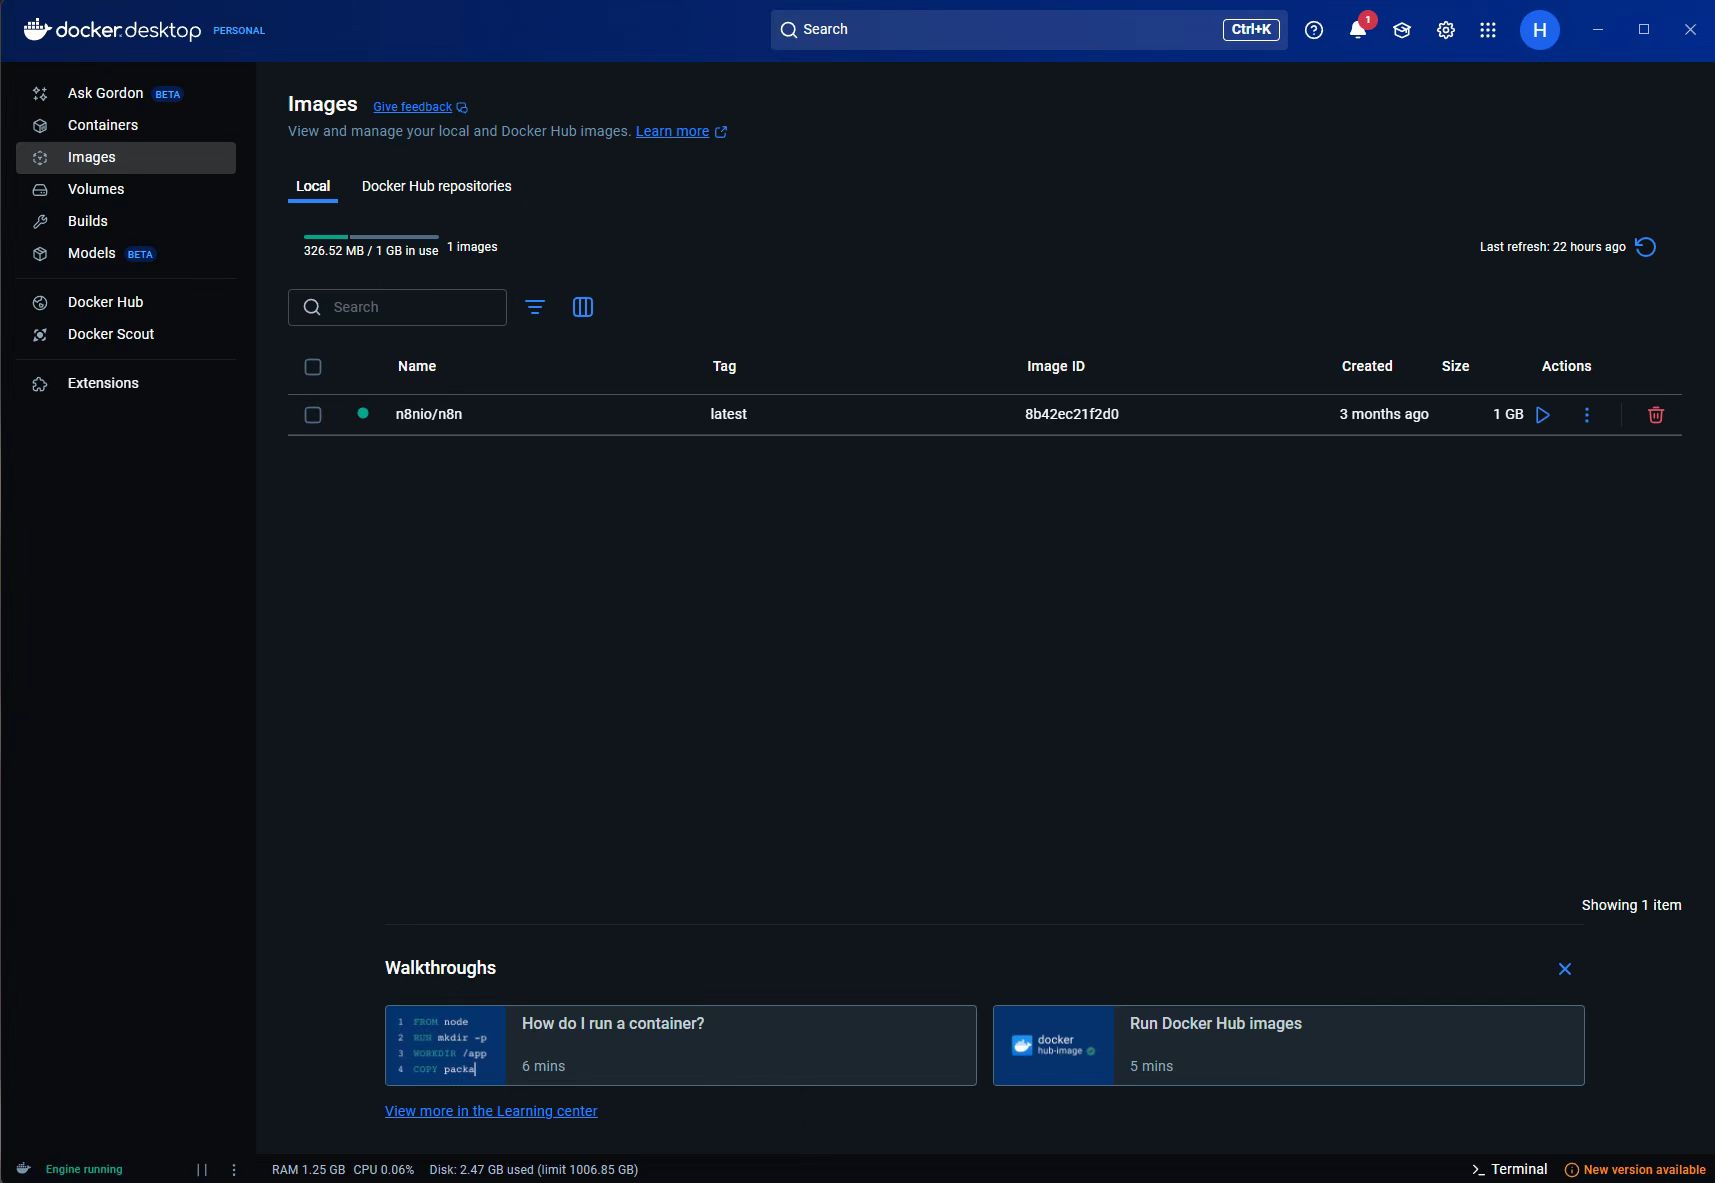 docker.desktop PERSONAL
Search Ctrl+K
1
H
Ask Gordon BETA
Containers
Images
Volumes
Builds
Models BETA
Docker Hub
Docker Scout
Extensions
Images Give feedback
View and manage your local and Docker Hub images. Learn more
Local Docker Hub repositories
326.52 MB / 1 GB in use 1 images
Last refresh: 22 hours ago
Search
Name Tag Image ID Created Size Actions
n8nio/n8n latest 8b42ec21f2d0 3 months ago 1 GB
Showing 1 item
Walkthroughs
1 FROM node
2 RUN mkdir -p
3 WORKDIR /app
4 COPY packa
How do I run a container?
6 mins
docker
hub-image
Run Docker Hub images
5 mins
View more in the Learning center
Engine running
RAM 1.25 GB CPU 0.06% Disk: 2.47 GB used (limit 1006.85 GB)
>_ Terminal
New version available